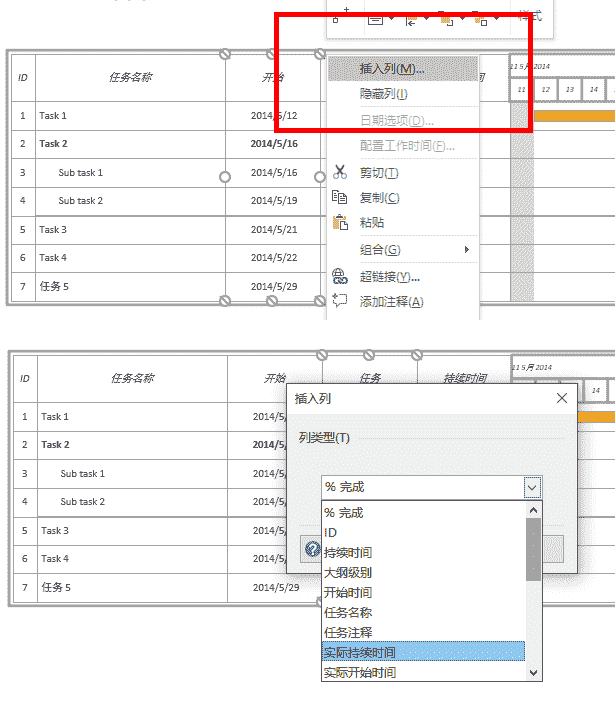 样式
ID 任务名称 开始 间 11 5月 2014
11 12 13 14
插入列(M)...
隐藏列(I)
日期选项(D)...
配置工作时间(F)...
剪切(T)
复制(C)
粘贴
组合(G)
超链接(Y)...
添加注释(A)
1 Task 1 2014/5/12
2 Task 2 2014/5/16
3 Sub task 1 2014/5/16
4 Sub task 2 2014/5/19
5 Task 3 2014/5/21
6 Task 4 2014/5/22
7 任务 5 2014/5/29
ID 任务名称 开始 任务 持续时间 11 5月 2014
14
1 Task 1 2014/5/
2 Task 2 2014/5/
3 Sub task 1 2014/5/
4 Sub task 2 2014/5/
5 Task 3 2014/5/
6 Task 4 2014/5/
7 任务 5 2014/5/29
插入列
列类型(T)
% 完成
% 完成
ID
持续时间
大纲级别
开始时间
任务名称
任务注释
实际持续时间
实际开始时间